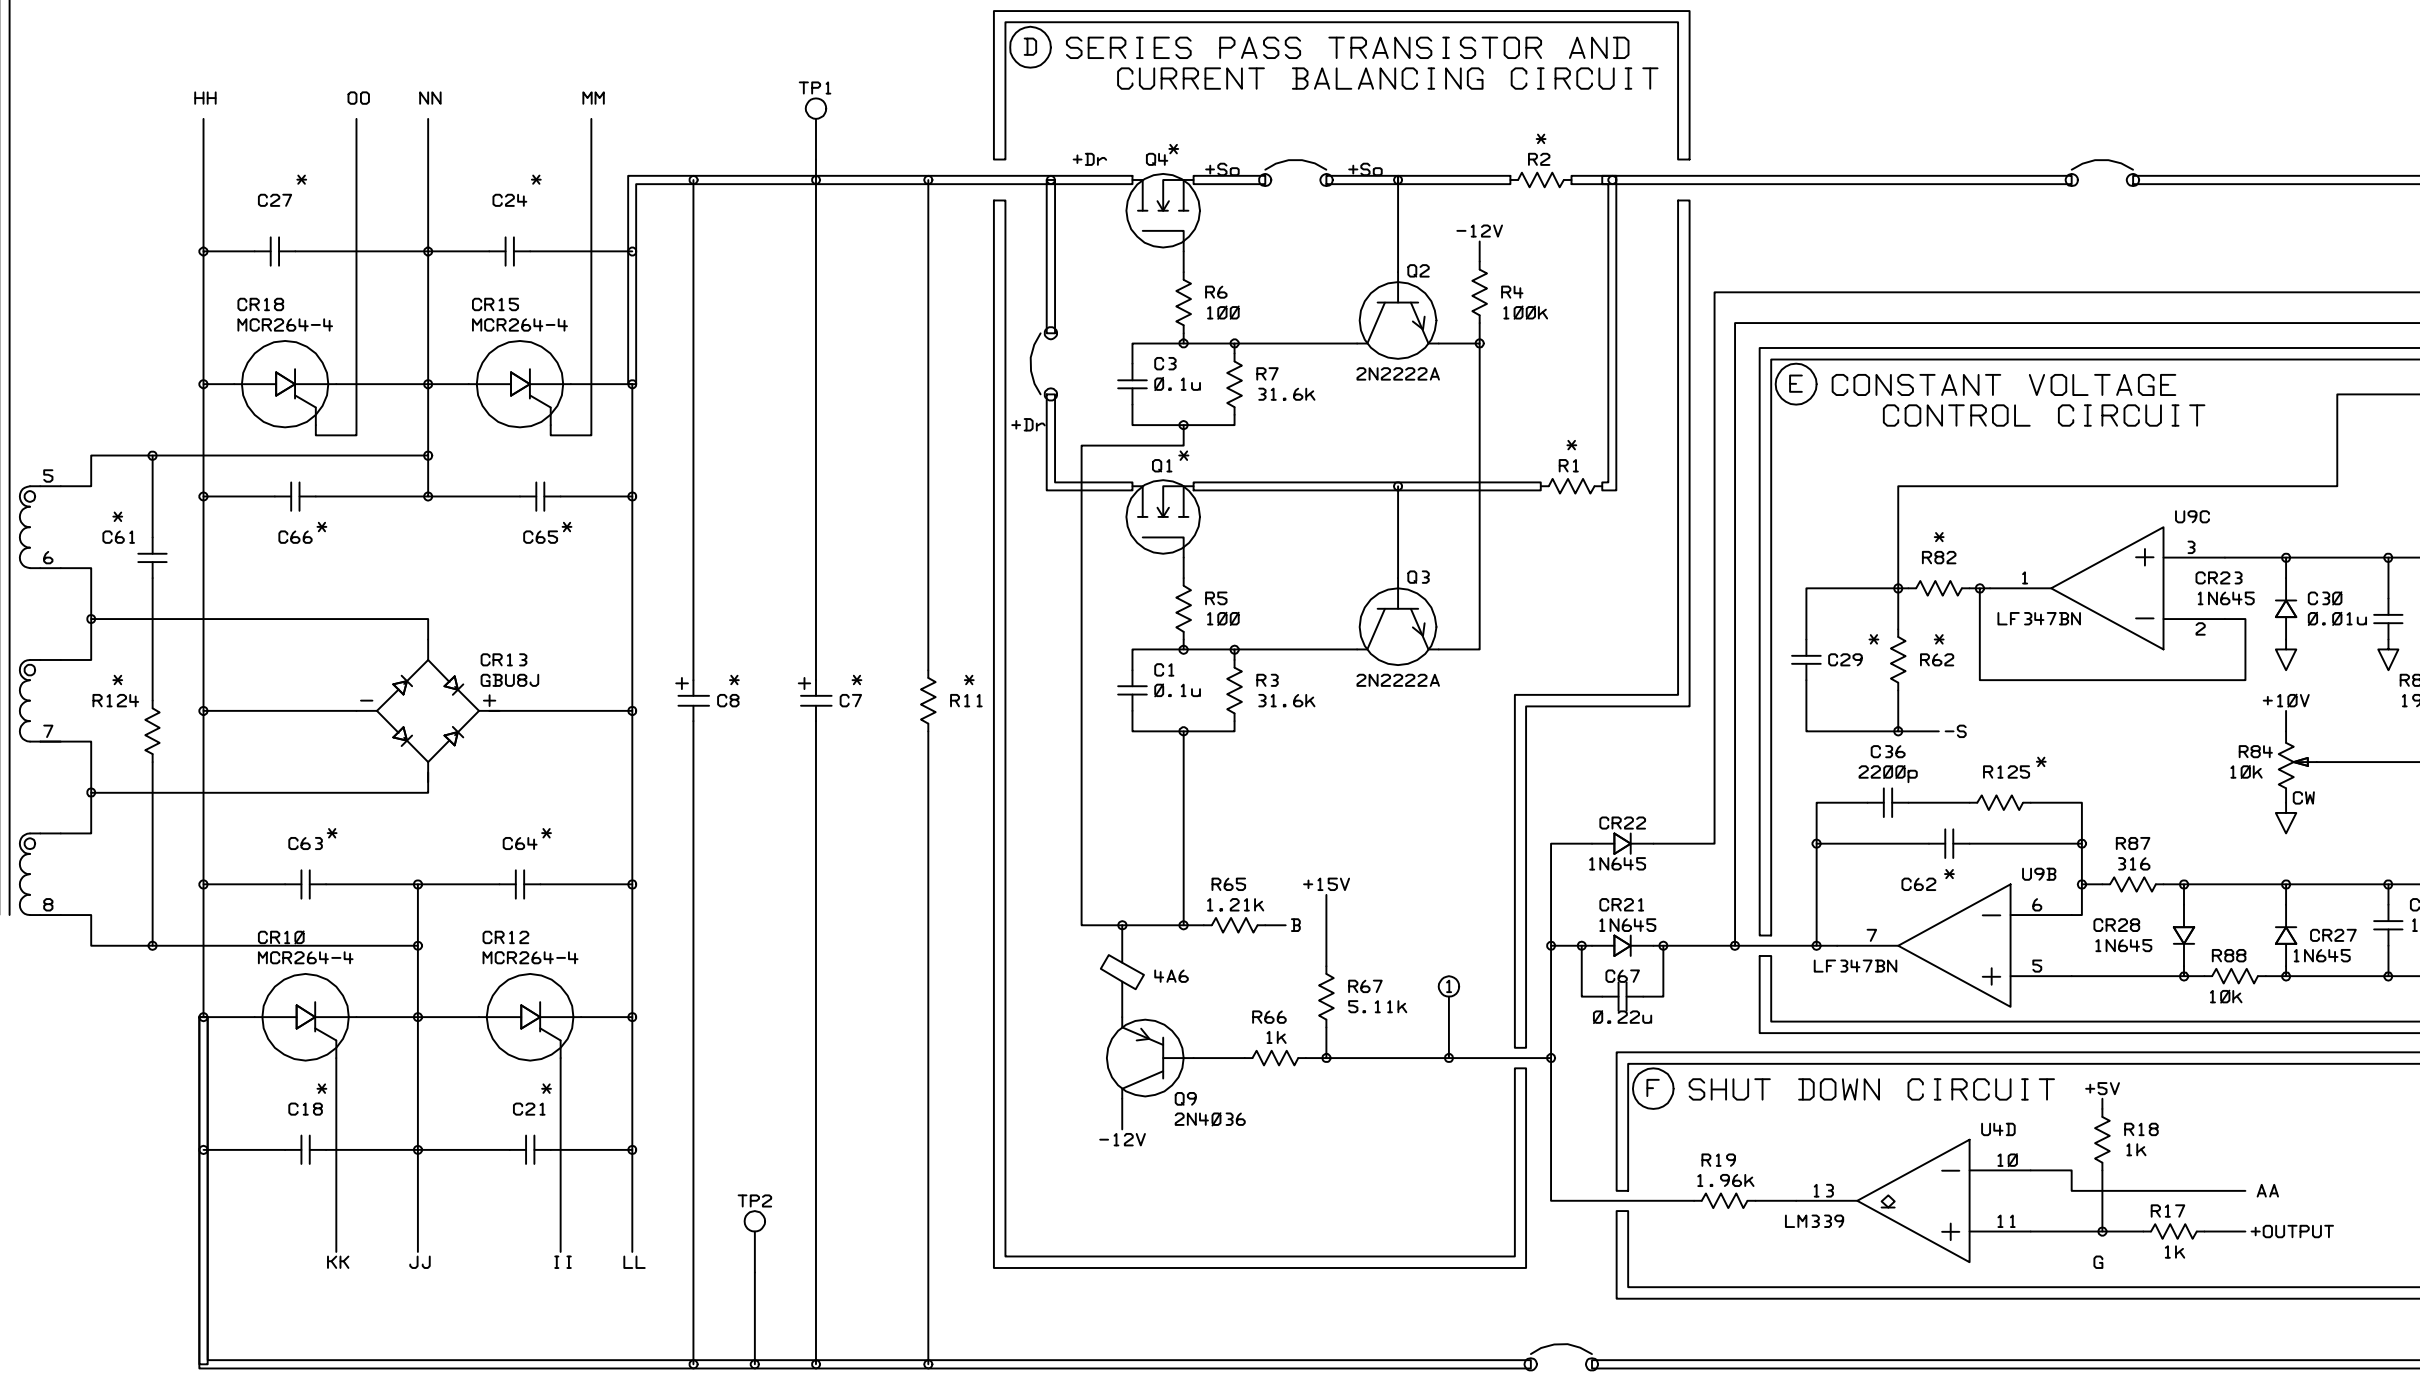 D SERIES PASS TRANSISTOR AND
CURRENT BALANCING CIRCUIT
HH
OO
NN
MM
TP1
C27*
C24*
CR18
MCR264-4
CR15
MCR264-4
5
6
*
C61
C66*
C65*
7
*
R124
CR13
GBU8J
-
+
8
C63*
C64*
CR10
MCR264-4
CR12
MCR264-4
*
C18
*
C21
KK
JJ
II
LL
+
*
C8
+
*
C7
*
R11
TP2
+Dr
Q4*
+So
+So
*
R2
-12V
R6
100
Q2
R4
100k
C3
0.1u
R7
31.6k
2N2222A
+Dr
Q1*
*
R1
R5
100
Q3
C1
0.1u
R3
31.6k
2N2222A
R65
1.21k
B
+15V
4A6
R67
5.11k
1
R66
1k
Q9
2N4036
-12V
CR22
1N645
CR21
1N645
C67
0.22u
E CONSTANT VOLTAGE
CONTROL CIRCUIT
U9C
*
R82
1
+
3
CR23
1N645
C30
0.01u
LF347BN
-
2
C29*
*
R62
-S
+10V
R84
10k
CW
R8
19
C36
2200p
R125*
C62*
U9B
R87
316
-
6
7
LF347BN
+
5
CR28
1N645
R88
10k
CR27
1N645
C
1
F SHUT DOWN CIRCUIT
+5V
U4D
R18
1k
R19
1.96k
13
LM339
-
10
AA
+
11
R17
1k
+OUTPUT
G